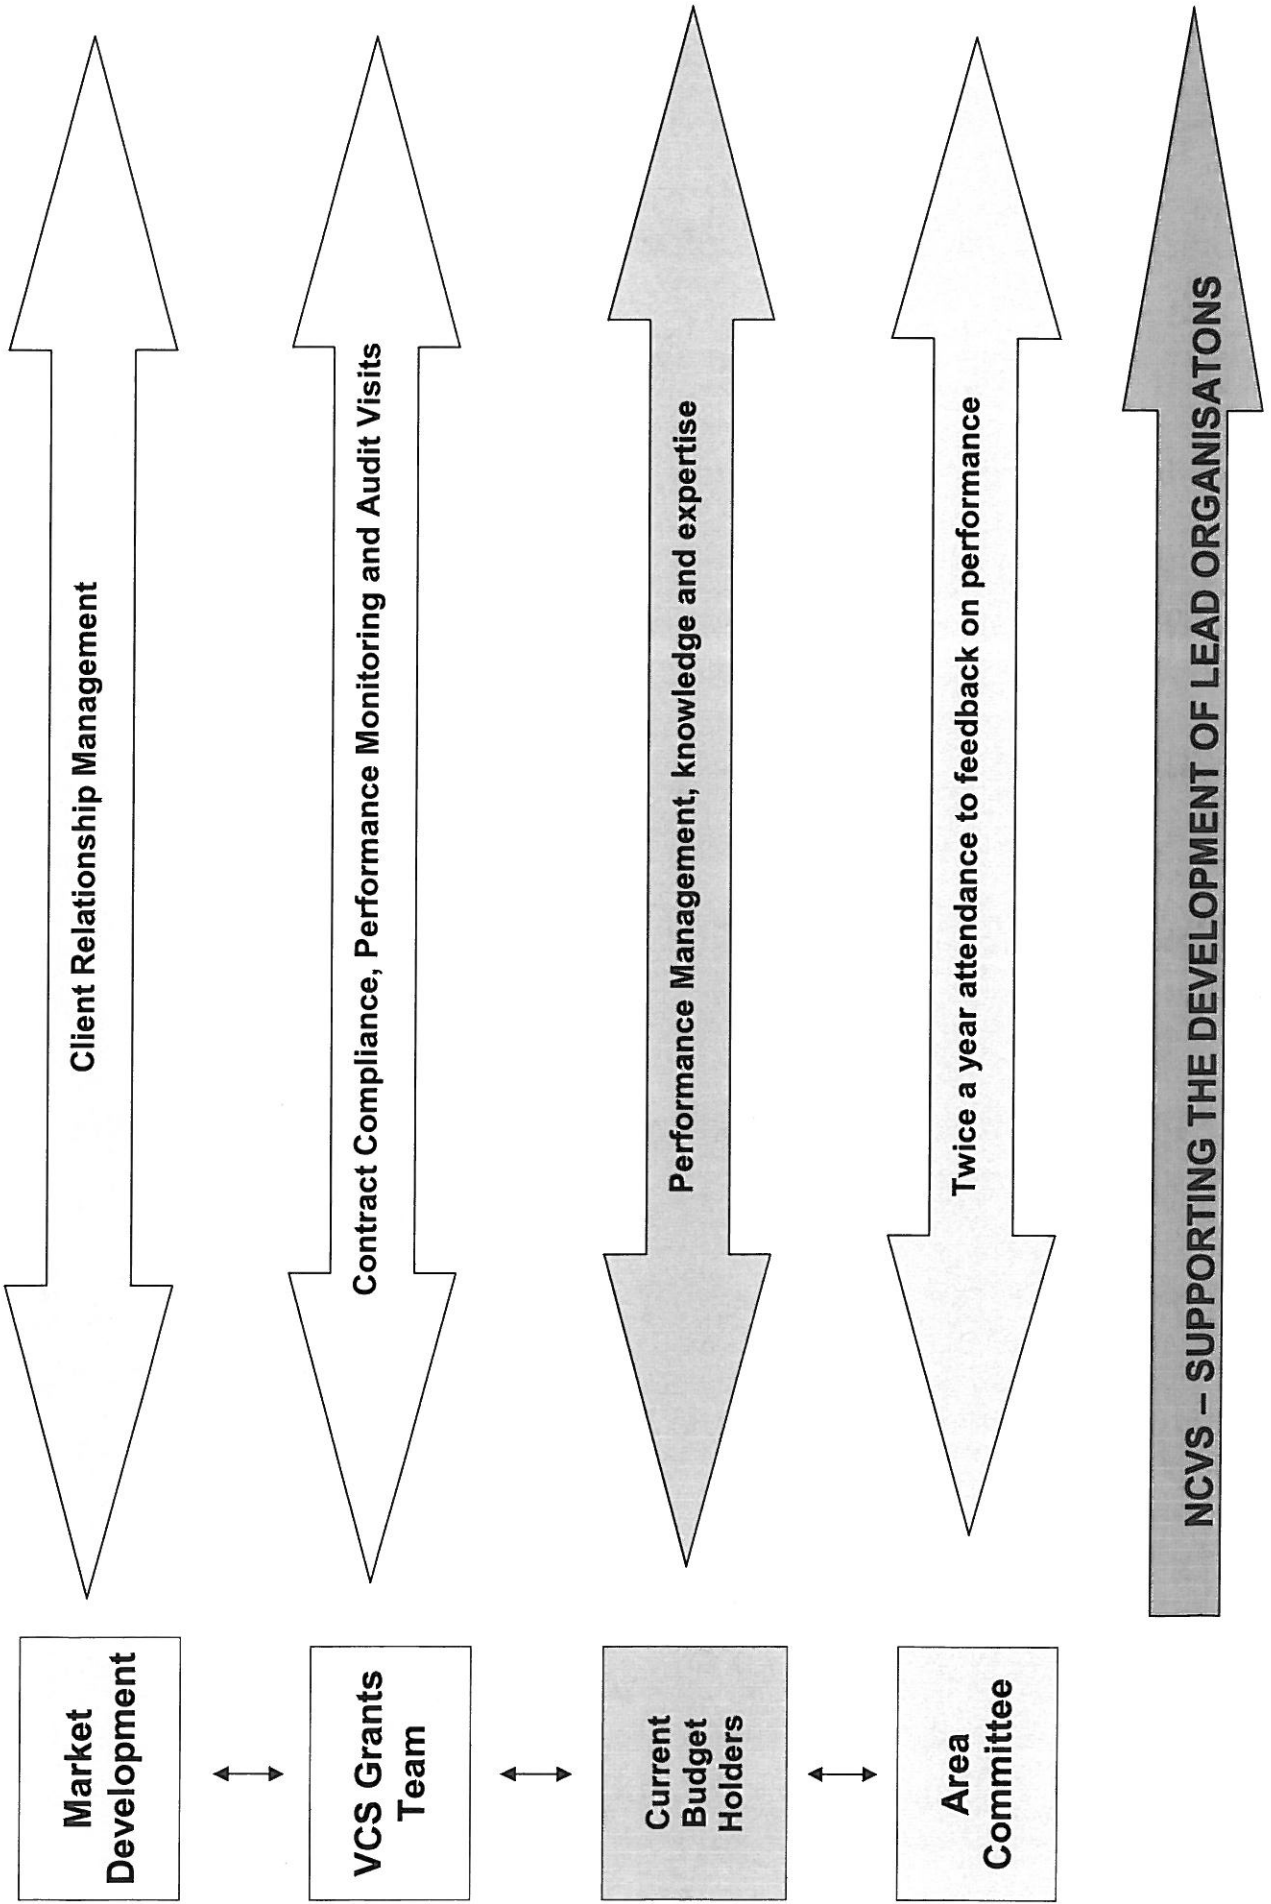 Market
Development
Client Relationship Management
VCS Grants
Team
Contract Compliance, Performance Monitoring and Audit Visits
Current
Budget
Holders
Performance Management, knowledge and expertise
Area
Committee
Twice a year attendance to feedback on performance
NCVS – SUPPORTING THE DEVELOPMENT OF LEAD ORGANISATONS